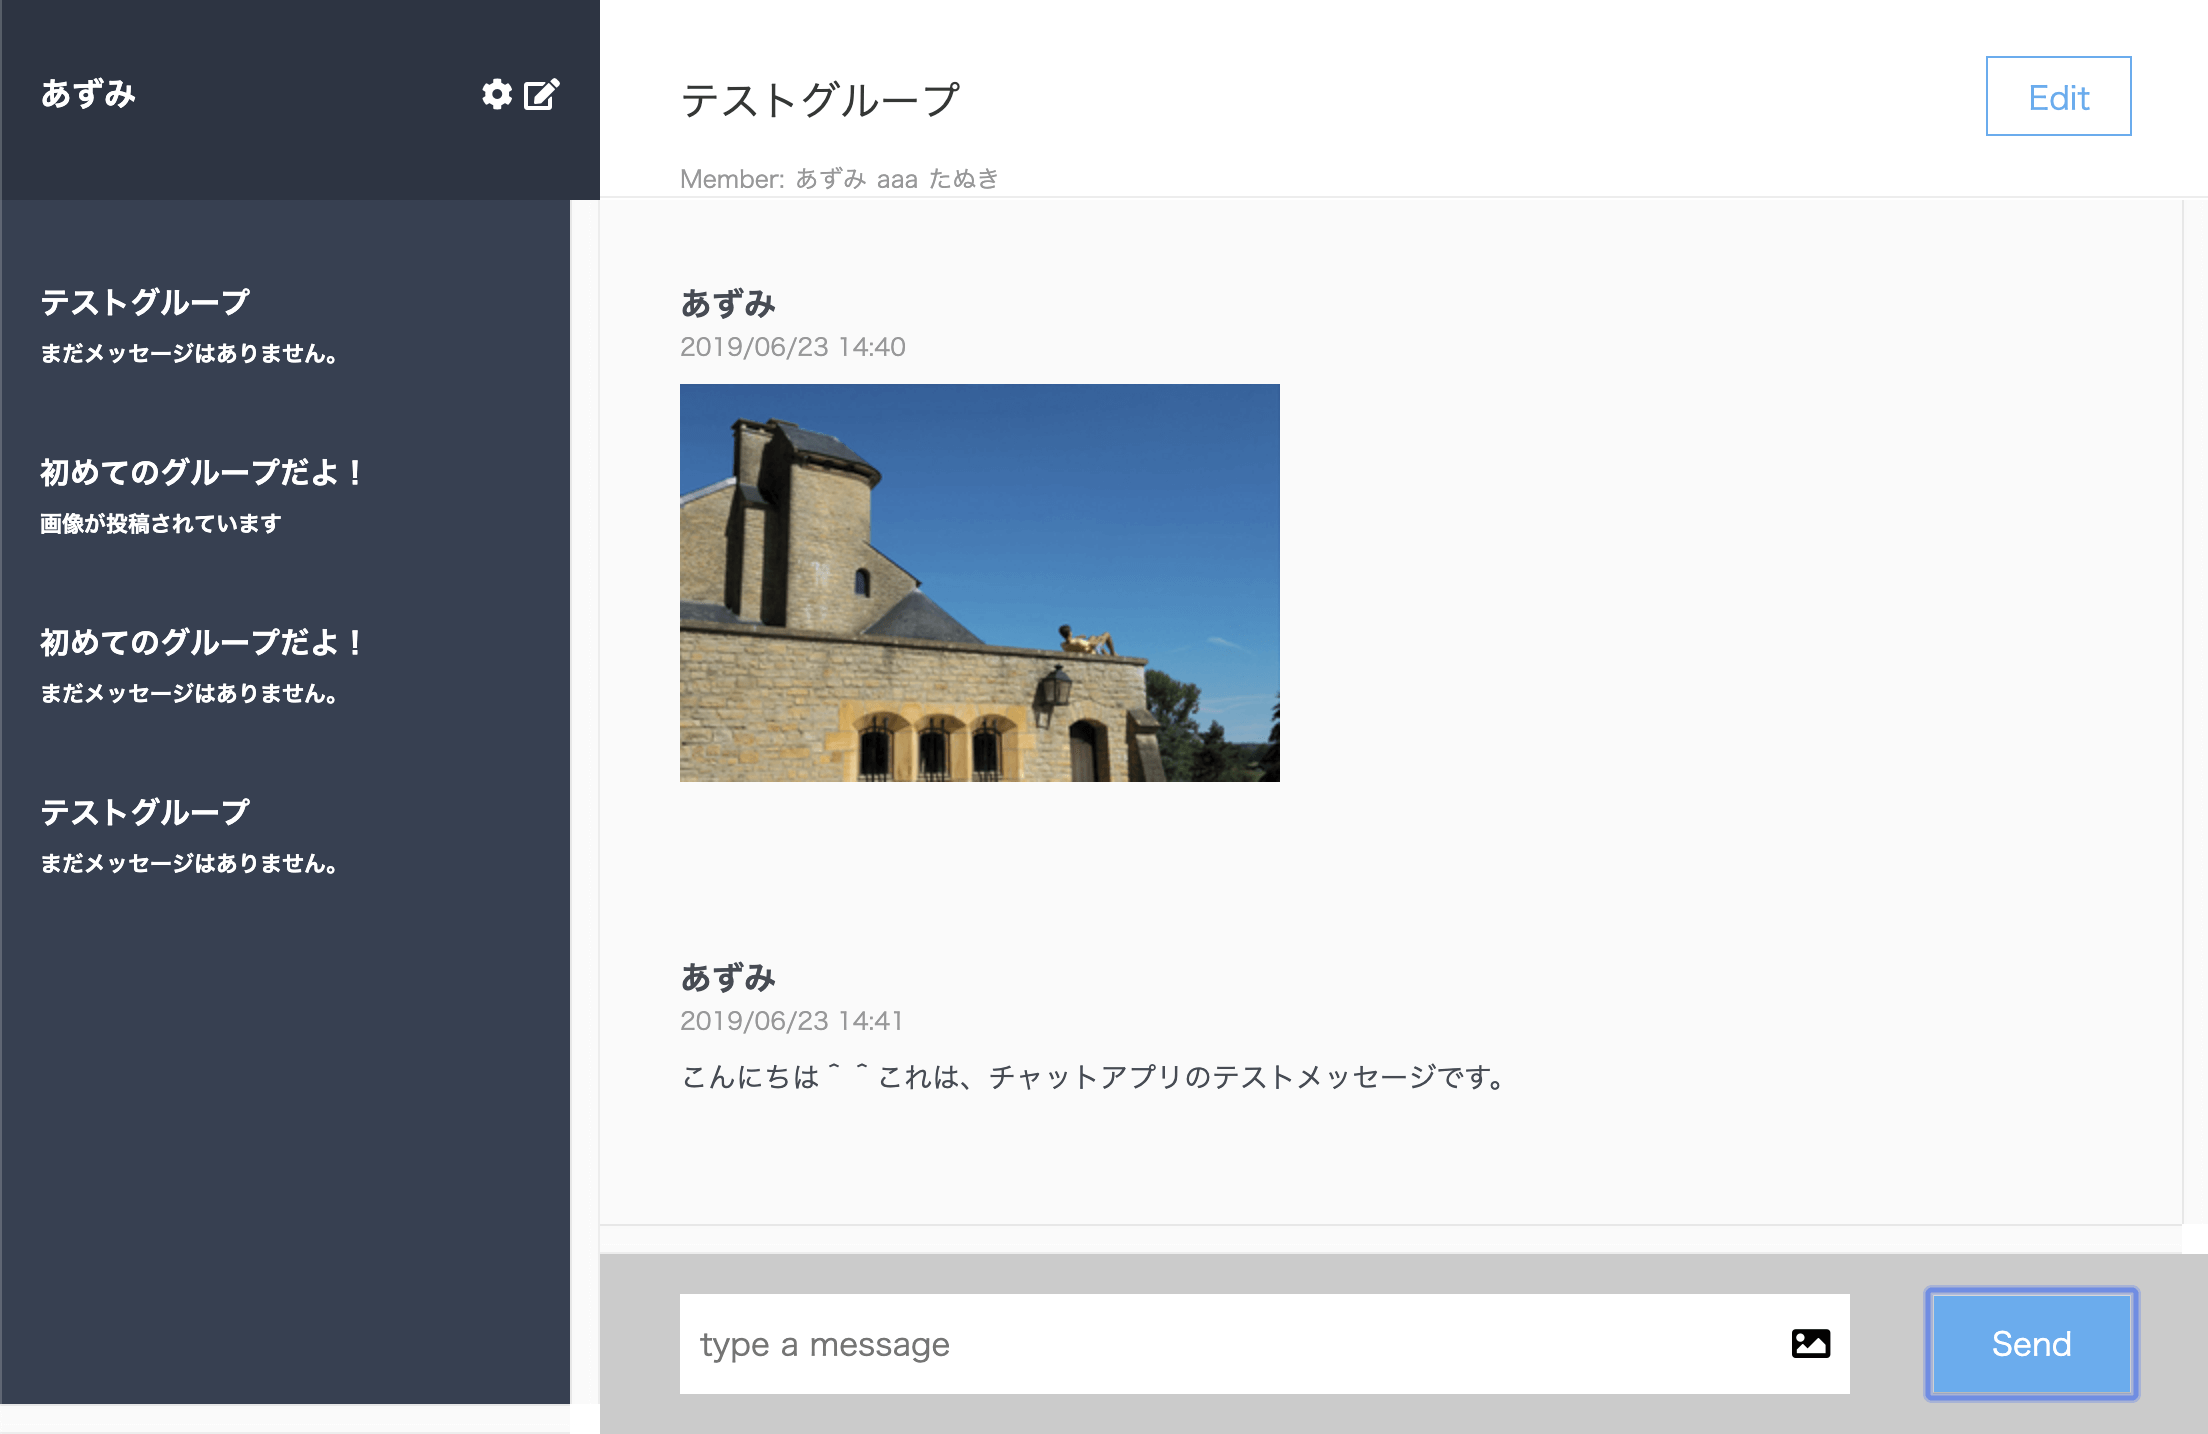 あずみ
テストグループ
まだメッセージはありません。
初めてのグループだよ！
画像が投稿されています
初めてのグループだよ！
まだメッセージはありません。
テストグループ
まだメッセージはありません。
テストグループ
Edit
Member: あずみ aaa たぬき
あずみ
2019/06/23 14:40
あずみ
2019/06/23 14:41
こんにちは＾＾これは、チャットアプリのテストメッセージです。
type a message
Send